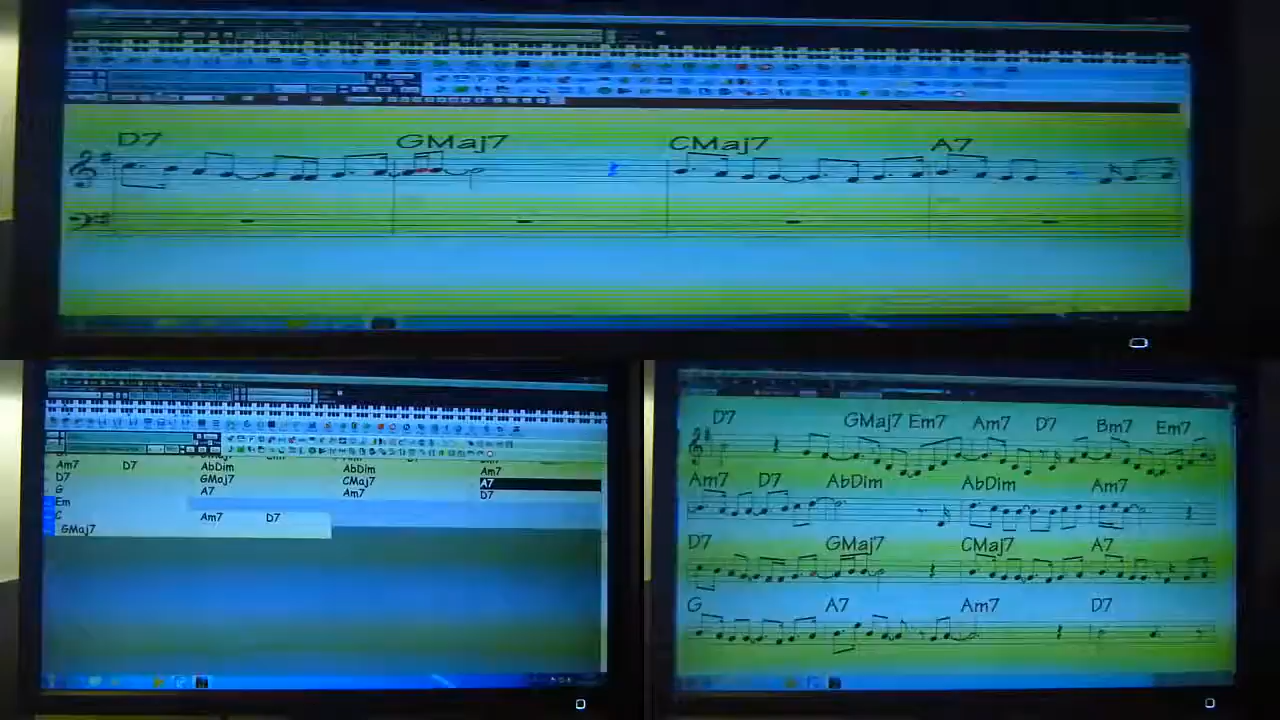 D7 GMaj7 CMaj7 A7
Am7 D7 AbDim AbDim Am7
D7 GMaj7 CMaj7 A7
G A7 Am7 D7
Em
C Am7 D7
GMaj7
D7 GMaj7 Em7 Am7 D7 Bm7 Em7
Am7 D7 AbDim AbDim Am7
D7 GMaj7 CMaj7 A7
G A7 Am7 D7